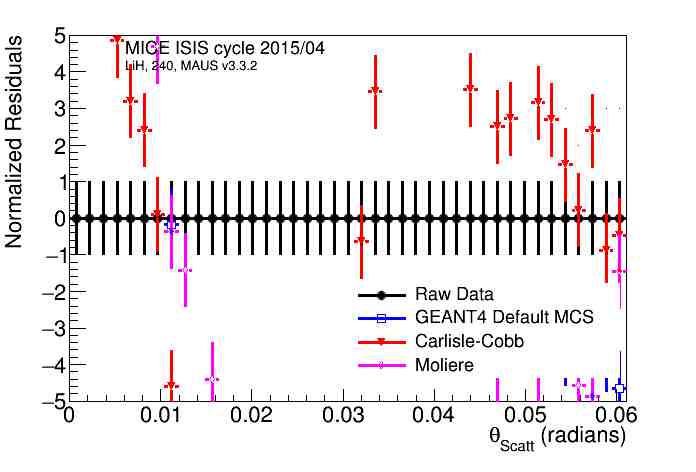 Normalized Residuals
5
4
3
2
1
0
−1
−2
−3
−4
−5
MICE ISIS cycle 2015/04
LiH, 240, MAUS v3.3.2
Raw Data
GEANT4 Default MCS
Carlisle-Cobb
Moliere
0 0.01 0.02 0.03 0.04 0.05 0.06
θScatt (radians)